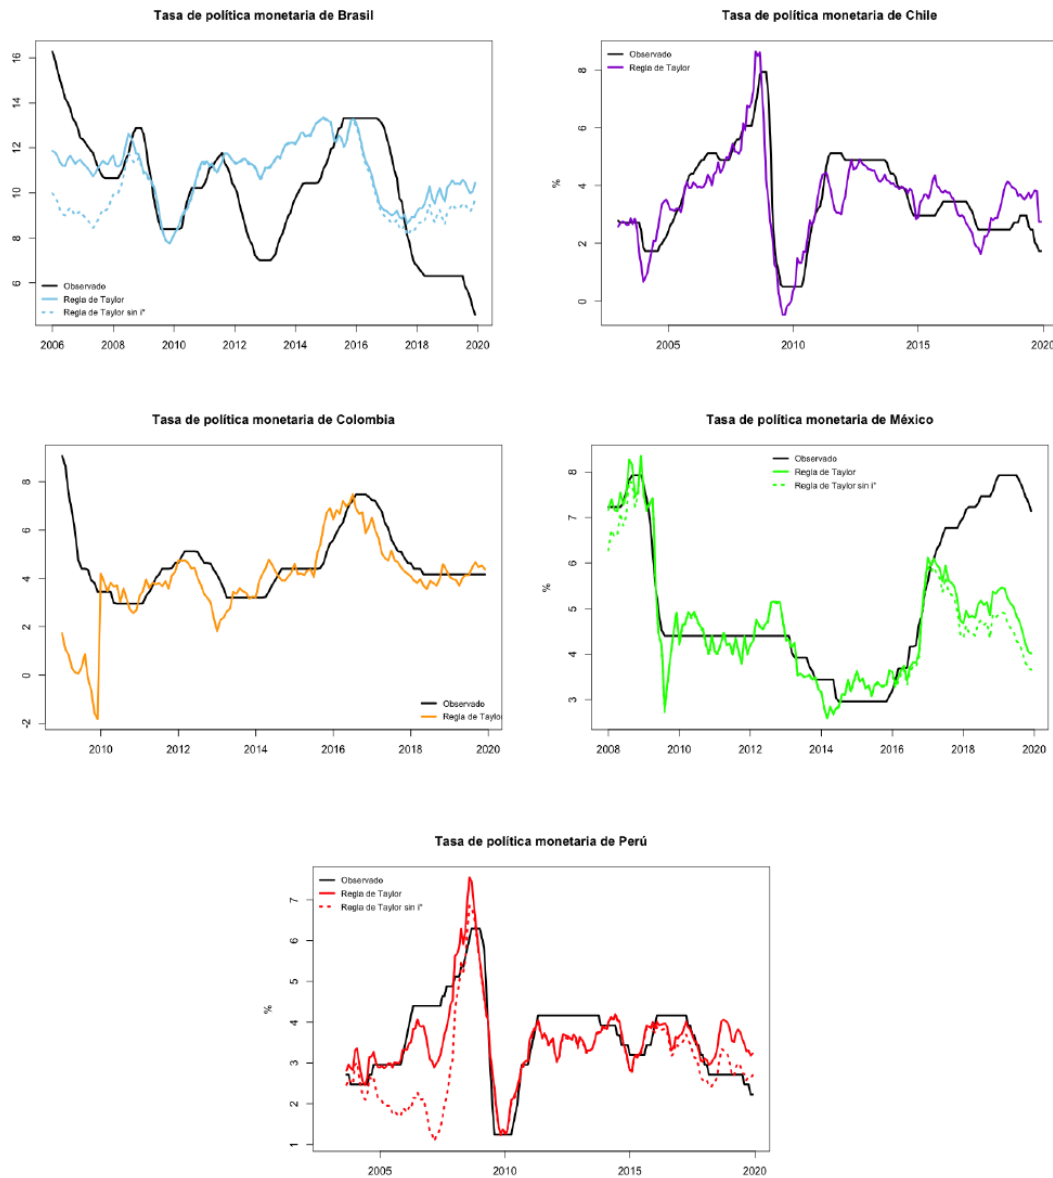 Tasa de política monetaria de Brasil
16
14
12
10
8
6
Observado
Regla de Taylor
Regla de Taylor sin i*
2006 2008 2010 2012 2014 2016 2018 2020
Tasa de política monetaria de Chile
Observado
Regla de Taylor
%
8
6
4
2
0
2005 2010 2015 2020
Tasa de política monetaria de Colombia
8
6
4
2
0
-2
Observado
Regla de Taylo
2010 2012 2014 2016 2018 2020
Tasa de política monetaria de México
Observado
Regla de Taylor
Regla de Taylor sin i*
%
8
7
6
5
4
3
2008 2010 2012 2014 2016 2018 2020
Tasa de política monetaria de Perú
Observado
Regla de Taylor
Regla de Taylor sin i*
%
7
6
5
4
3
2
1
2005 2010 2015 2020